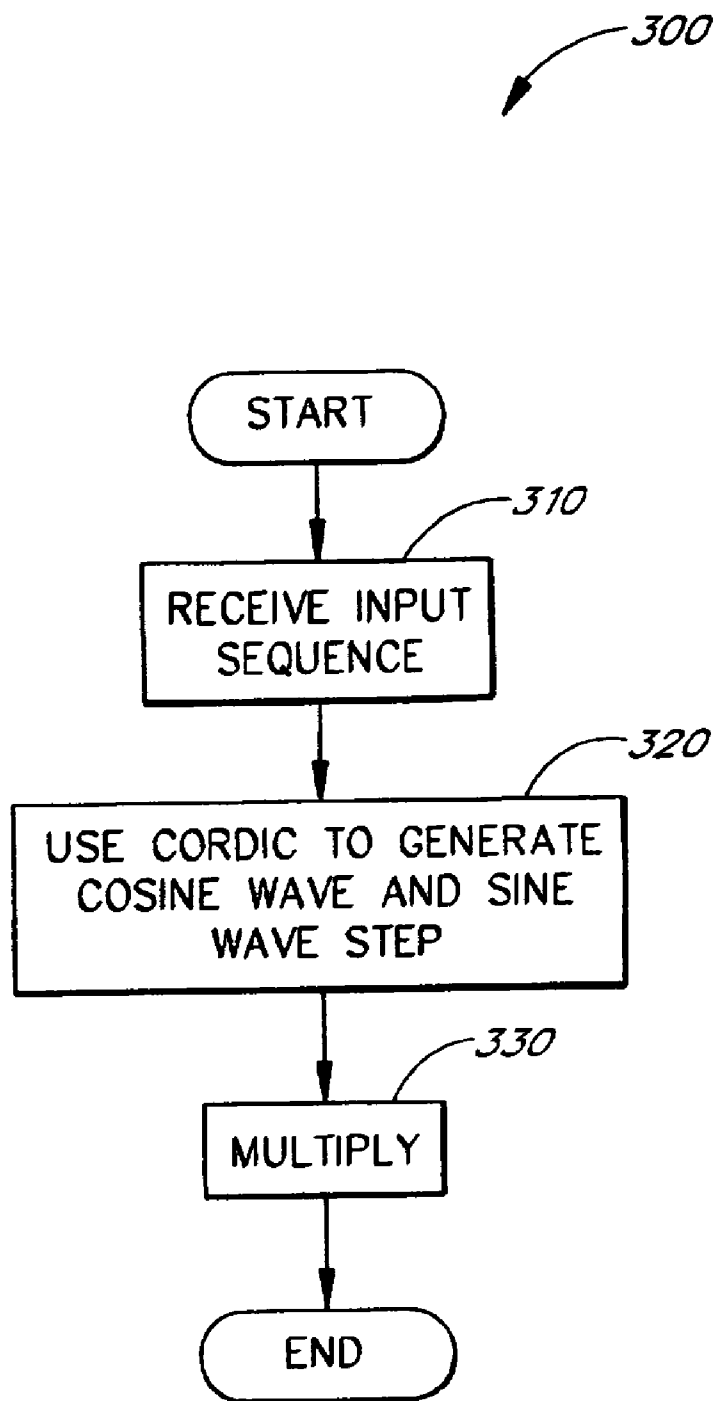 300
START
310
RECEIVE INPUT
SEQUENCE
320
USE CORDIC TO GENERATE
COSINE WAVE AND SINE
WAVE STEP
330
MULTIPLY
END